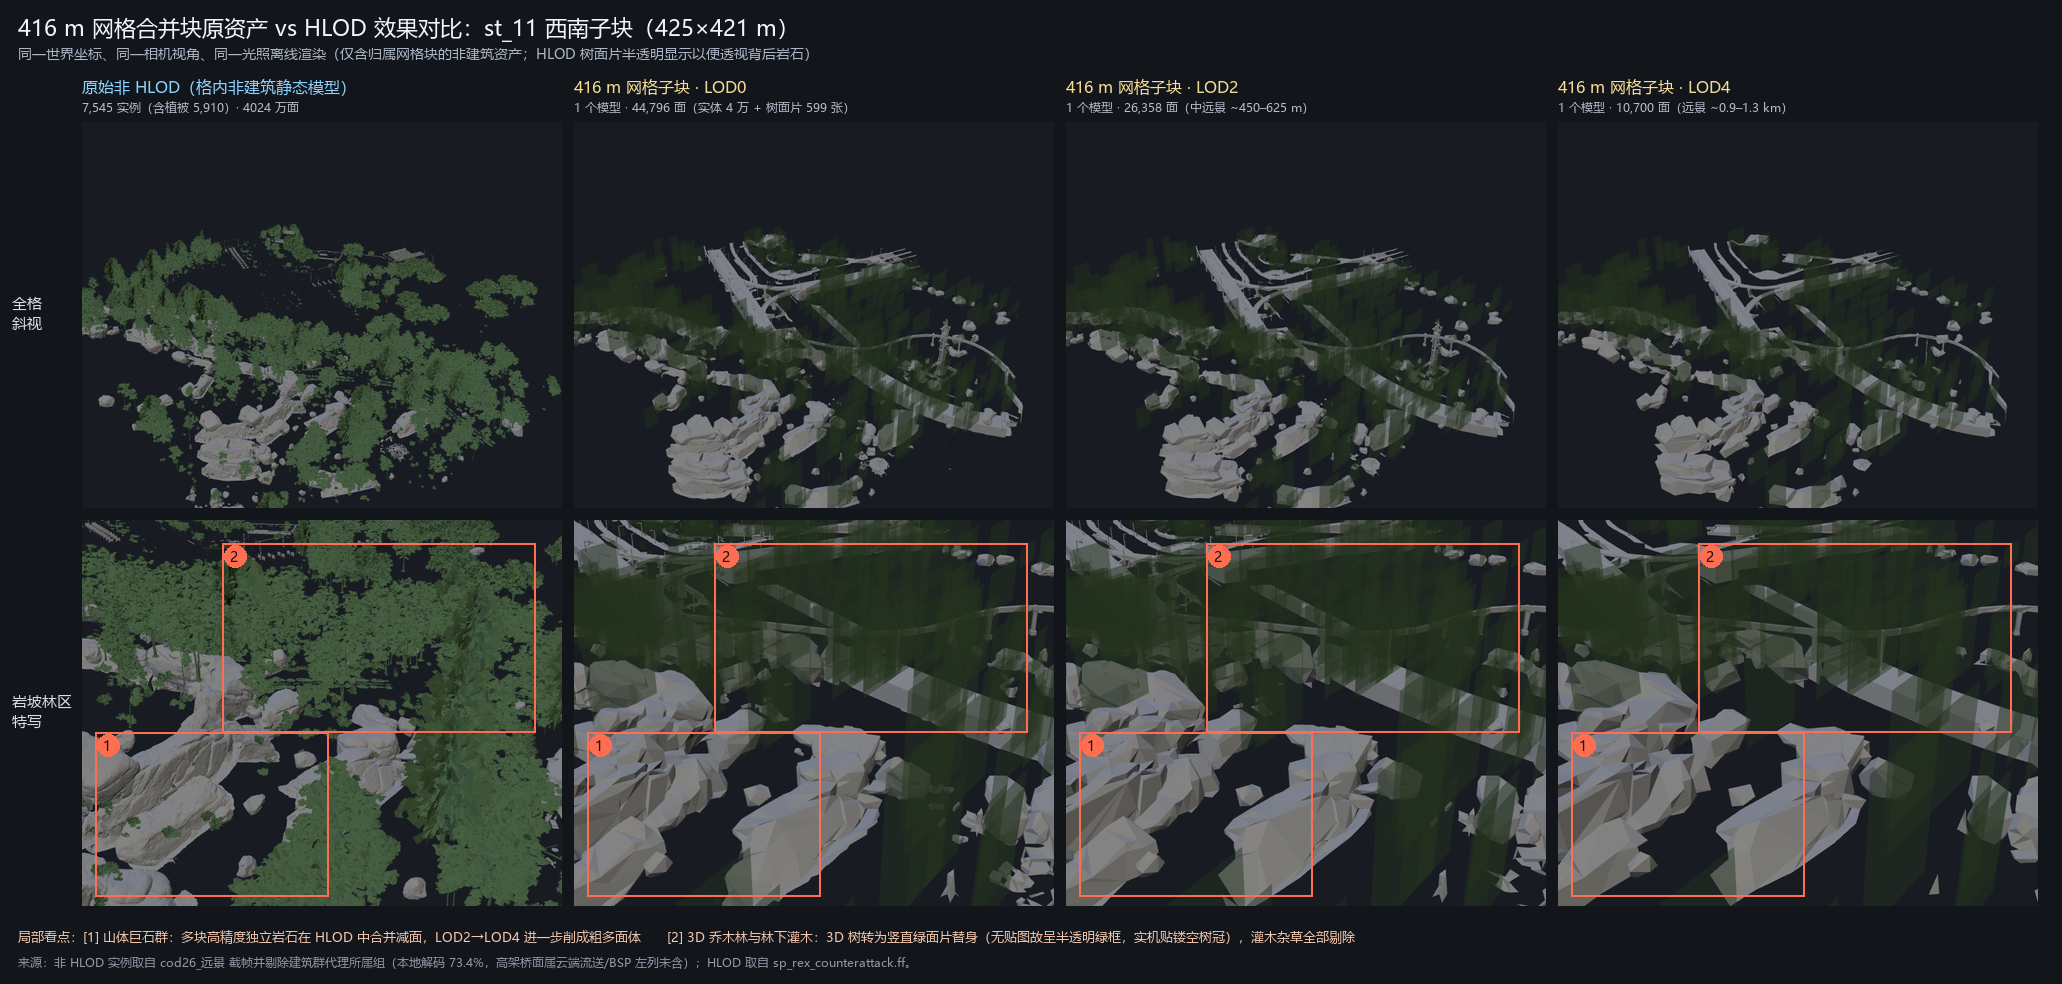 416 m 网格合并块原资产 vs HLOD 效果对比：st_11 西南子块（425×421 m）
同一世界坐标、同一相机视角、同一光照离线渲染（仅含归属网格块的非建筑资产；HLOD 树面片半透明显示以便透视背后岩石）
原始非 HLOD（格内非建筑静态模型）
7,545 实例（含植被 5,910）· 4024 万面
416 m 网格子块 · LOD0
1 个模型 · 44,796 面（实体 4 万 + 树面片 599 张）
416 m 网格子块 · LOD2
1 个模型 · 26,358 面（中远景 ~450–625 m）
416 m 网格子块 · LOD4
1 个模型 · 10,700 面（远景 ~0.9–1.3 km）
全格
斜视
岩坡林区
特写
2
1
2
1
2
1
2
1
局部看点：[1] 山体巨石群：多块高精度独立岩石在 HLOD 中合并减面，LOD2→LOD4 进一步削成粗多面体 [2] 3D 乔木林与林下灌木：3D 树转为竖直绿面片替身（无贴图故呈半透明绿框，实机贴镂空树冠），灌木杂草全部剔除
来源：非 HLOD 实例取自 cod26_远景 截帧并剔除建筑群代理所属组（本地解码 73.4%，高架桥面属云端流送/BSP 左列未含）；HLOD 取自 sp_rex_counterattack.ff。